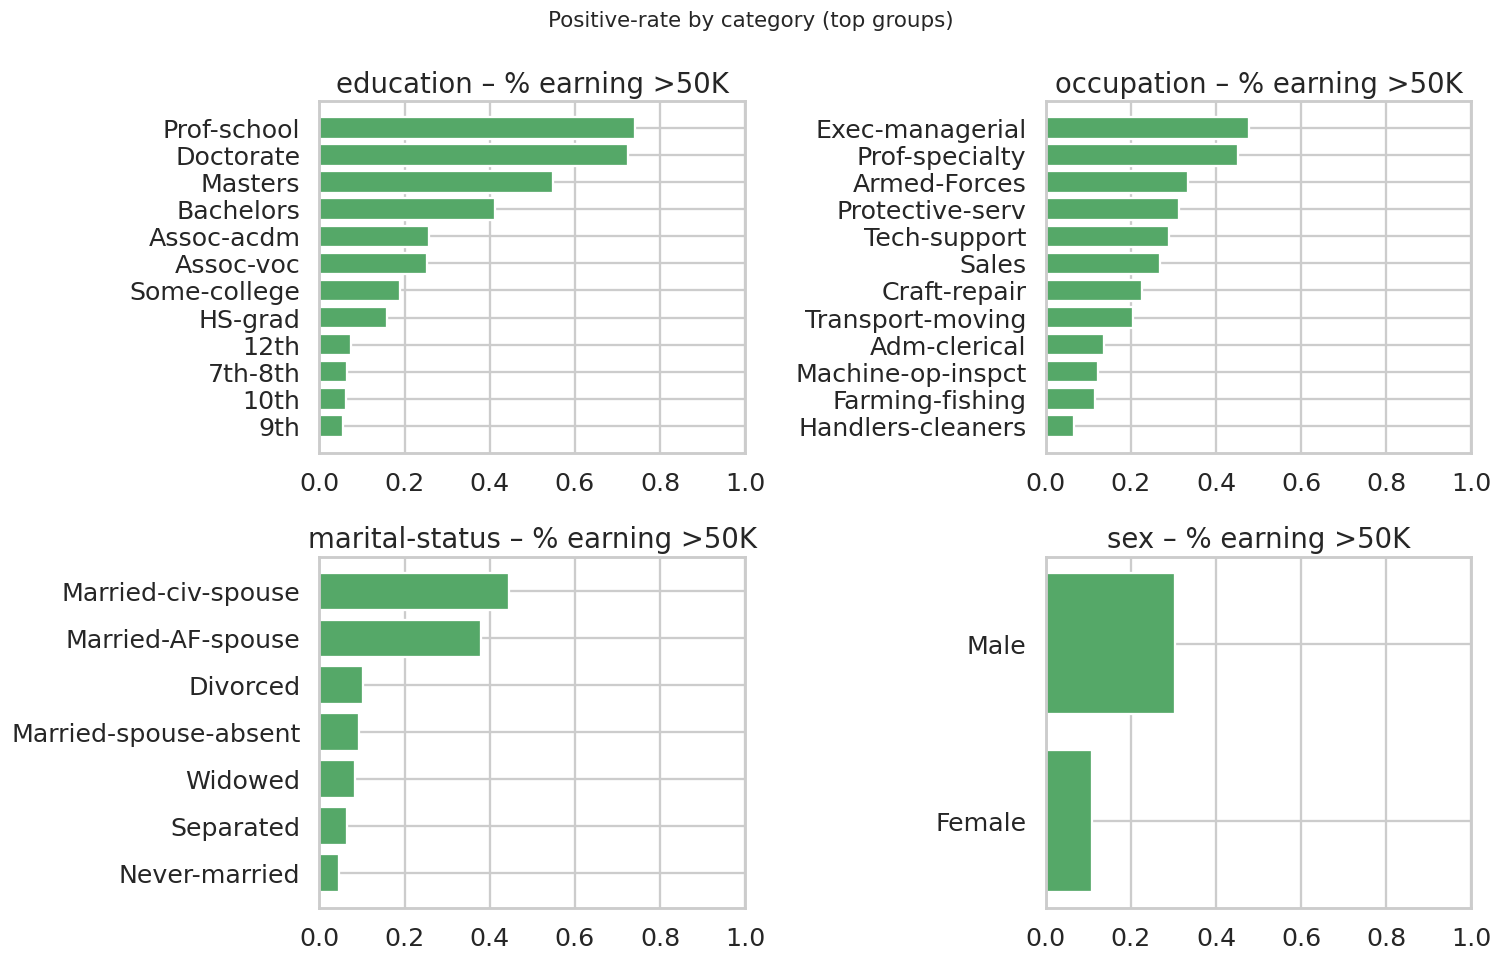 Positive-rate by category (top groups)
education – % earning >50K
Prof-school
Doctorate
Masters
Bachelors
Assoc-acdm
Assoc-voc
Some-college
HS-grad
12th
7th-8th
10th
9th
0.0 0.2 0.4 0.6 0.8 1.0
occupation – % earning >50K
Exec-managerial
Prof-specialty
Armed-Forces
Protective-serv
Tech-support
Sales
Craft-repair
Transport-moving
Adm-clerical
Machine-op-inspct
Farming-fishing
Handlers-cleaners
0.0 0.2 0.4 0.6 0.8 1.0
marital-status – % earning >50K
Married-civ-spouse
Married-AF-spouse
Divorced
Married-spouse-absent
Widowed
Separated
Never-married
0.0 0.2 0.4 0.6 0.8 1.0
sex – % earning >50K
Male
Female
0.0 0.2 0.4 0.6 0.8 1.0